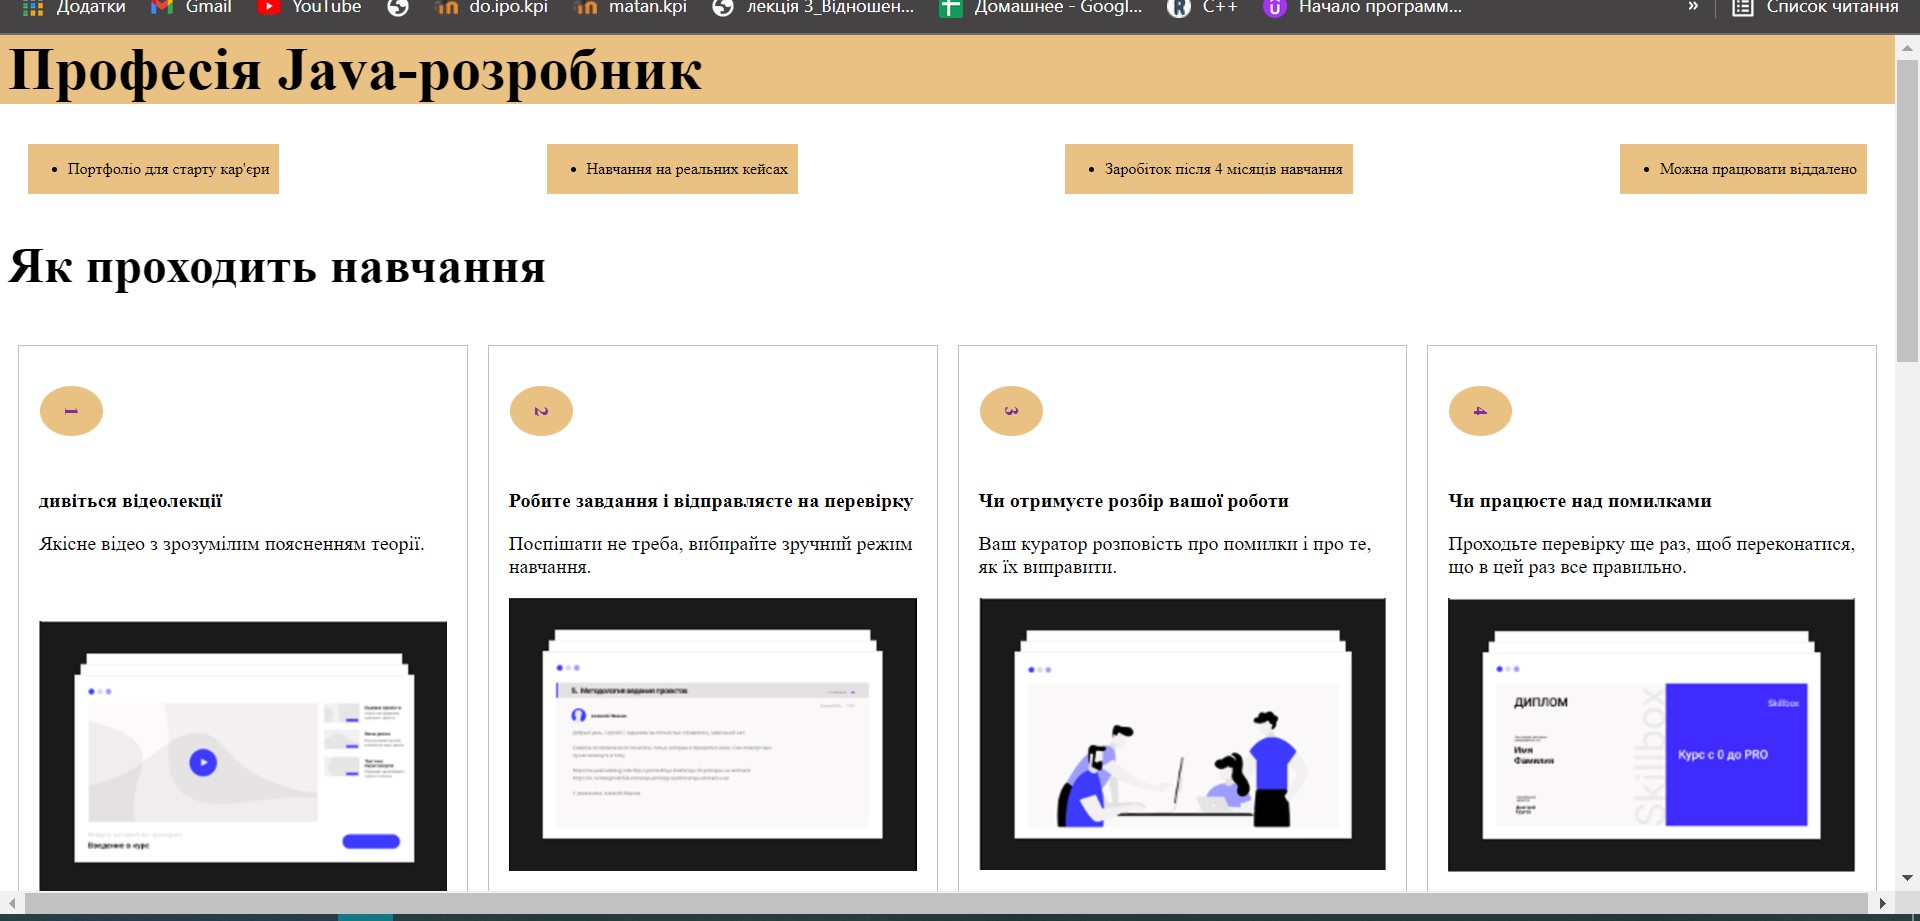 Додатки Gmail YouTube do.ipo.kpi matan.kpi лекція 3_Відношен... Домашнее - Googl... C++ Начало программ... » Список читання
Професія Java-розробник
Портфоліо для старту кар'єри
Навчання на реальних кейсах
Заробіток після 4 місяців навчання
Можна працювати віддалено
Як проходить навчання
1
дивіться відеолекції
Якісне відео з зрозумілим поясненням теорії.
Введение в курс
2
Робите завдання і відправляєте на перевірку
Поспішати не треба, вибирайте зручний режим
навчання.
5. Методология ведения проектов
3
Чи отримуєте розбір вашої роботи
Ваш куратор розповість про помилки і про те,
як їх виправити.
4
Чи працюєте над помилками
Проходьте перевірку ще раз, щоб переконатися,
що в цей раз все правильно.
ДИПЛОМ
Имя
Фамилия
Skillbox
Skillbox
Курс с 0 до PRO